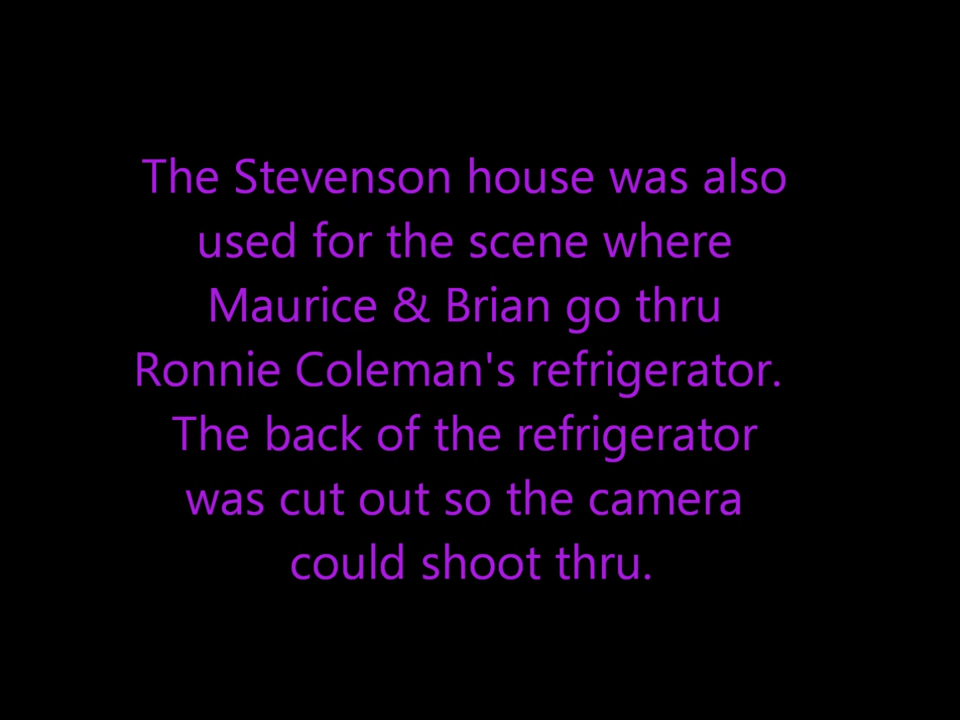 The Stevenson house was also
used for the scene where
Maurice & Brian go thru
Ronnie Coleman's refrigerator.
The back of the refrigerator
was cut out so the camera
could shoot thru.